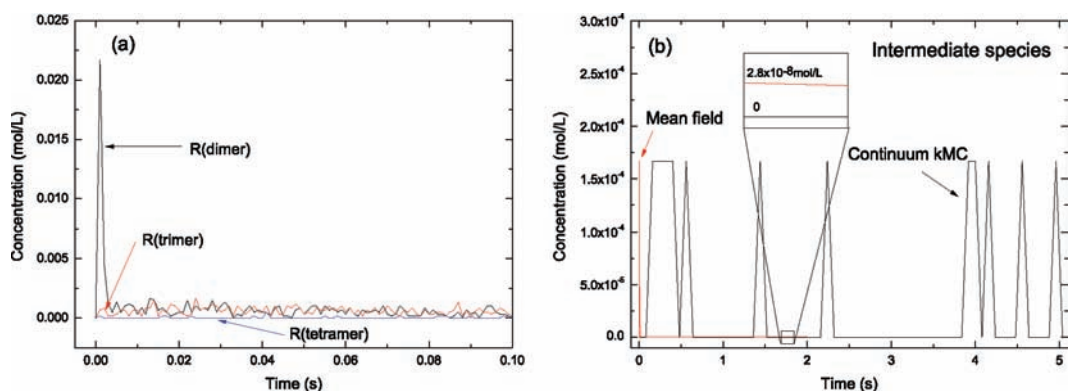 (a)
0.025
0.020
0.015
0.010
0.005
0.000
Concentration (mol/L)
R(dimer)
R(trimer)
R(tetramer)
0.00 0.02 0.04 0.06 0.08 0.10
Time (s)
(b)
Intermediate species
3.0x10⁻⁴
2.5x10⁻⁴
2.0x10⁻⁴
1.5x10⁻⁴
1.0x10⁻⁴
5.0x10⁻⁵
0.0
Concentration (mol/L)
2.8x10⁻⁸mol/L
0
Mean field
Continuum kMC
0 1 2 3 4 5
Time (s)